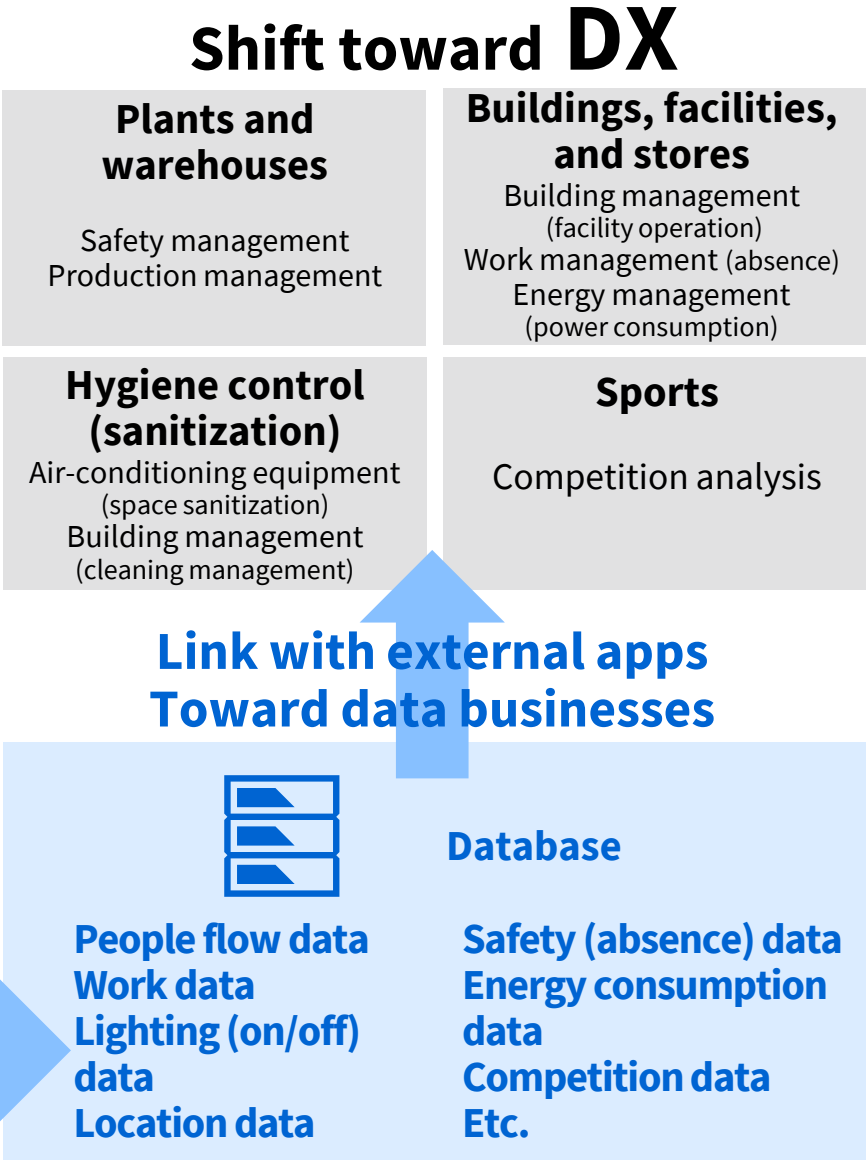 Shift toward DX
Plants and
warehouses
Safety management
Production management
Buildings, facilities,
and stores
Building management
(facility operation)
Work management (absence)
Energy management
(power consumption)
Hygiene control
(sanitization)
Air-conditioning equipment
(space sanitization)
Building management
(cleaning management)
Sports
Competition analysis
Link with external apps
Toward data businesses
Database
People flow data
Work data
Lighting (on/off)
data
Location data
Safety (absence) data
Energy consumption
data
Competition data
Etc.